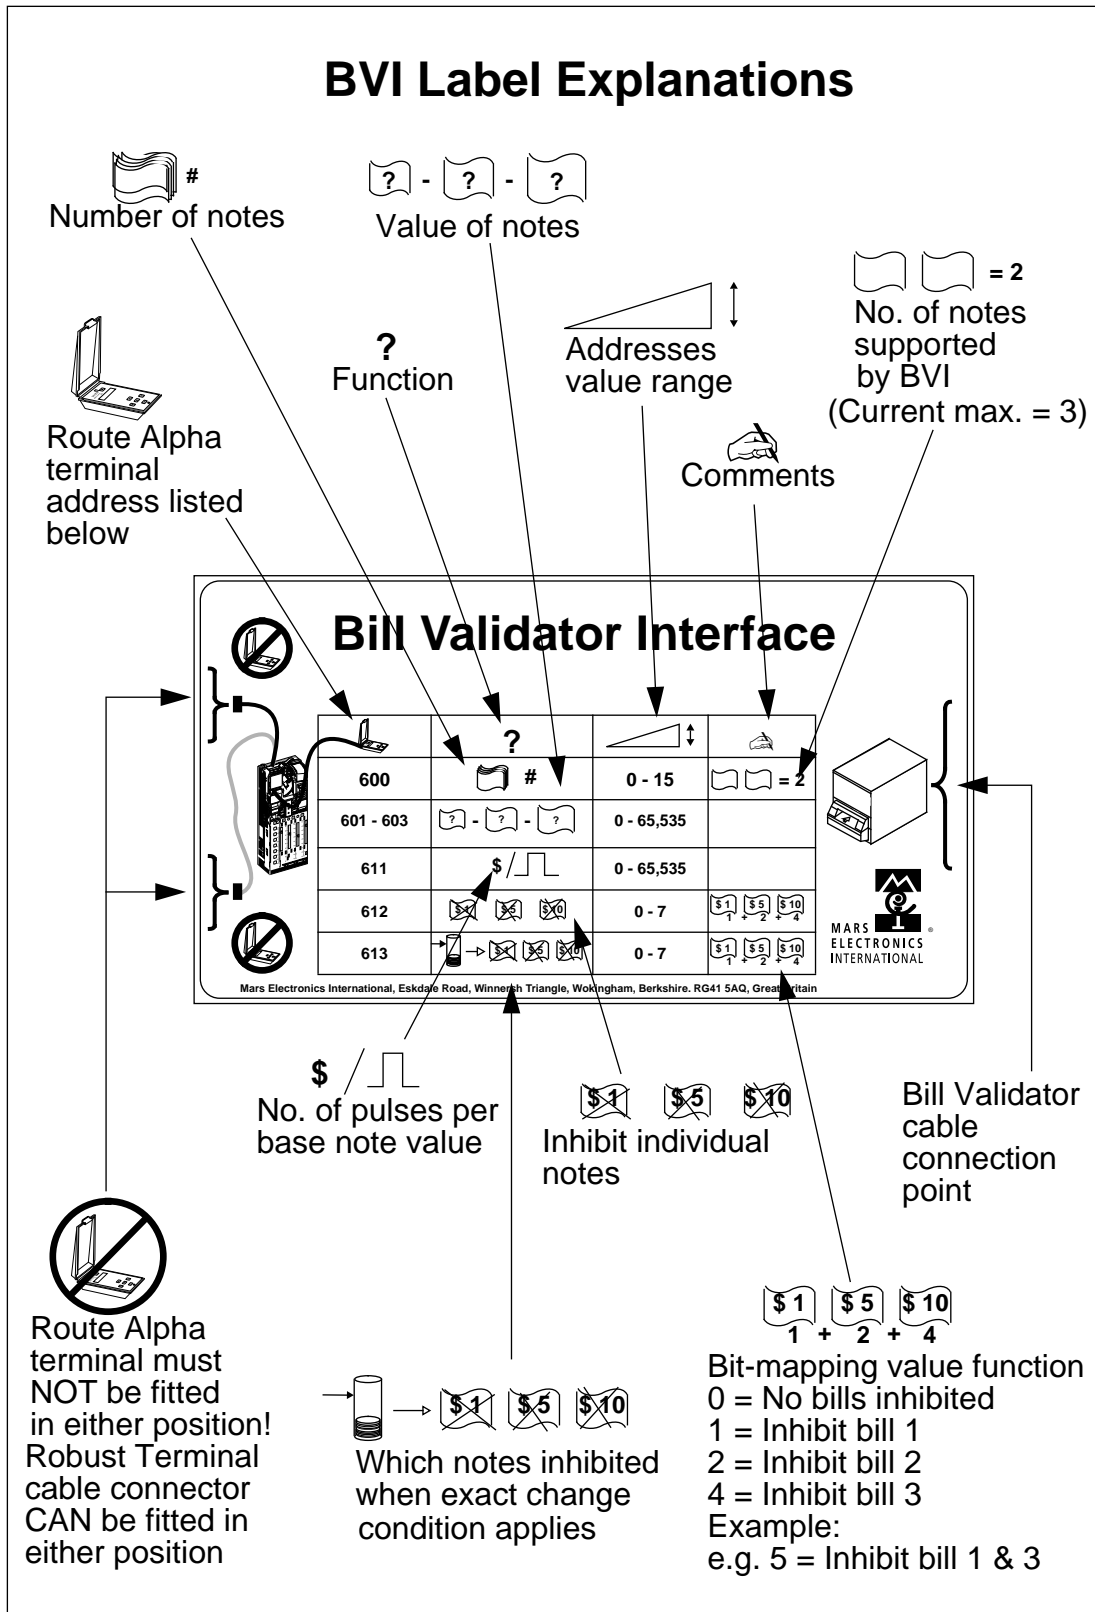 BVI Label Explanations
#
Number of notes
? - ? - ?
Value of notes
= 2
No. of notes
supported
by BVI
(Current max. = 3)
Addresses
value range
?
Function
Route Alpha
terminal
address listed
below
Comments
Bill Validator Interface
?
600 # 0 - 15 = 2
601 - 603 ? - ? - ? 0 - 65,535
611 $ / 0 - 65,535
612 $ 1 $ 5 $ 10 0 - 7 $ 1 $ 5 $ 10
1 + 2 + 4
613 $ 1 $ 5 $ 10 0 - 7 $ 1 $ 5 $ 10
1 + 2 + 4
MARS
ELECTRONICS
INTERNATIONAL
®
Mars Electronics International, Eskdale Road, Winnersh Triangle, Wokingham, Berkshire. RG41 5AQ, Great Britain
$ /
No. of pulses per
base note value
$ 1 $ 5 $ 10
Inhibit individual
notes
Bill Validator
cable
connection
point
Route Alpha
terminal must
NOT be fitted
in either position!
Robust Terminal
cable connector
CAN be fitted in
either position
$ 1 $ 5 $ 10
Which notes inhibited
when exact change
condition applies
$ 1 $ 5 $ 10
1 + 2 + 4
Bit-mapping value function
0 = No bills inhibited
1 = Inhibit bill 1
2 = Inhibit bill 2
4 = Inhibit bill 3
Example:
e.g. 5 = Inhibit bill 1 & 3